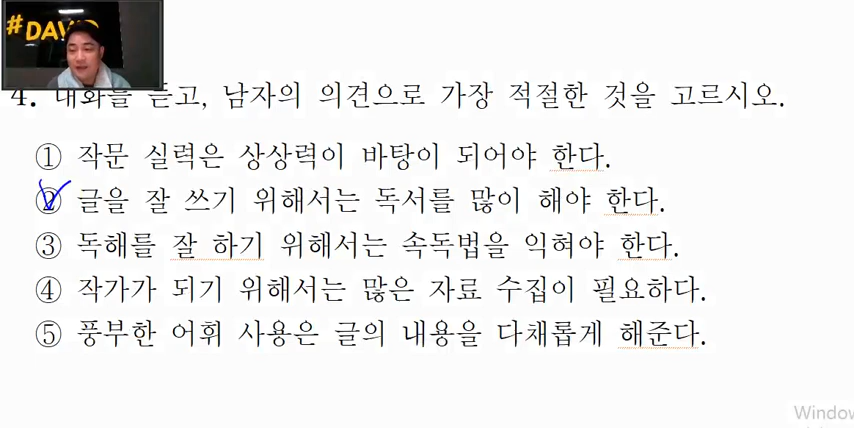 #DAV
4. 대화를 듣고, 남자의 의견으로 가장 적절한 것을 고르시오.
① 작문 실력은 상상력이 바탕이 되어야 한다.
② 글을 잘 쓰기 위해서는 독서를 많이 해야 한다.
③ 독해를 잘 하기 위해서는 속독법을 익혀야 한다.
④ 작가가 되기 위해서는 많은 자료 수집이 필요하다.
⑤ 풍부한 어휘 사용은 글의 내용을 다채롭게 해준다.
Window